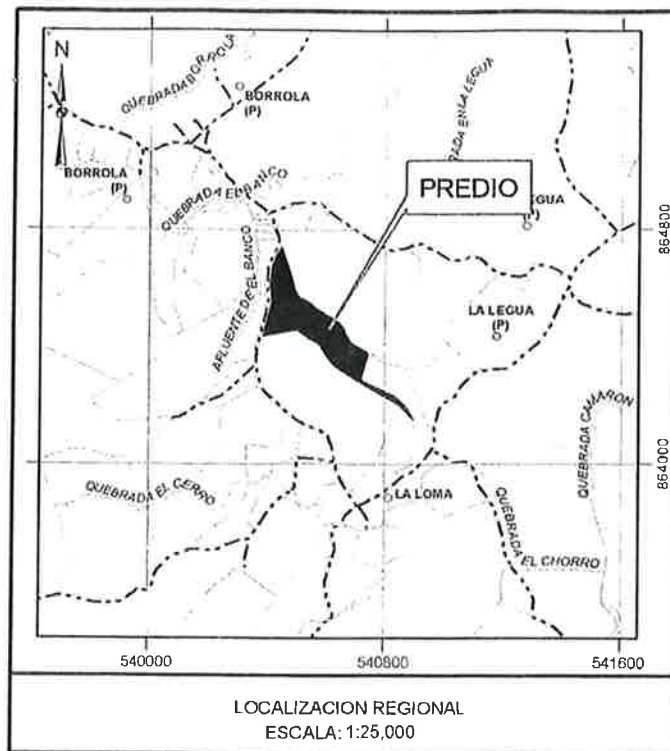 N
QUEBRADA BORROLA
BORROLA
(P)
BORROLA
(P)
QUEBRADA EL BANCO
PREDIO
864800
AFLUENTE DE EL BANCO
LA LEGUA
(P)
QUEBRADA CAMARON
864000
QUEBRADA EL CERRO
LA LOMA
QUEBRADA
EL CHORRO
540000
540800
541600
LOCALIZACION REGIONAL
ESCALA: 1:25,000